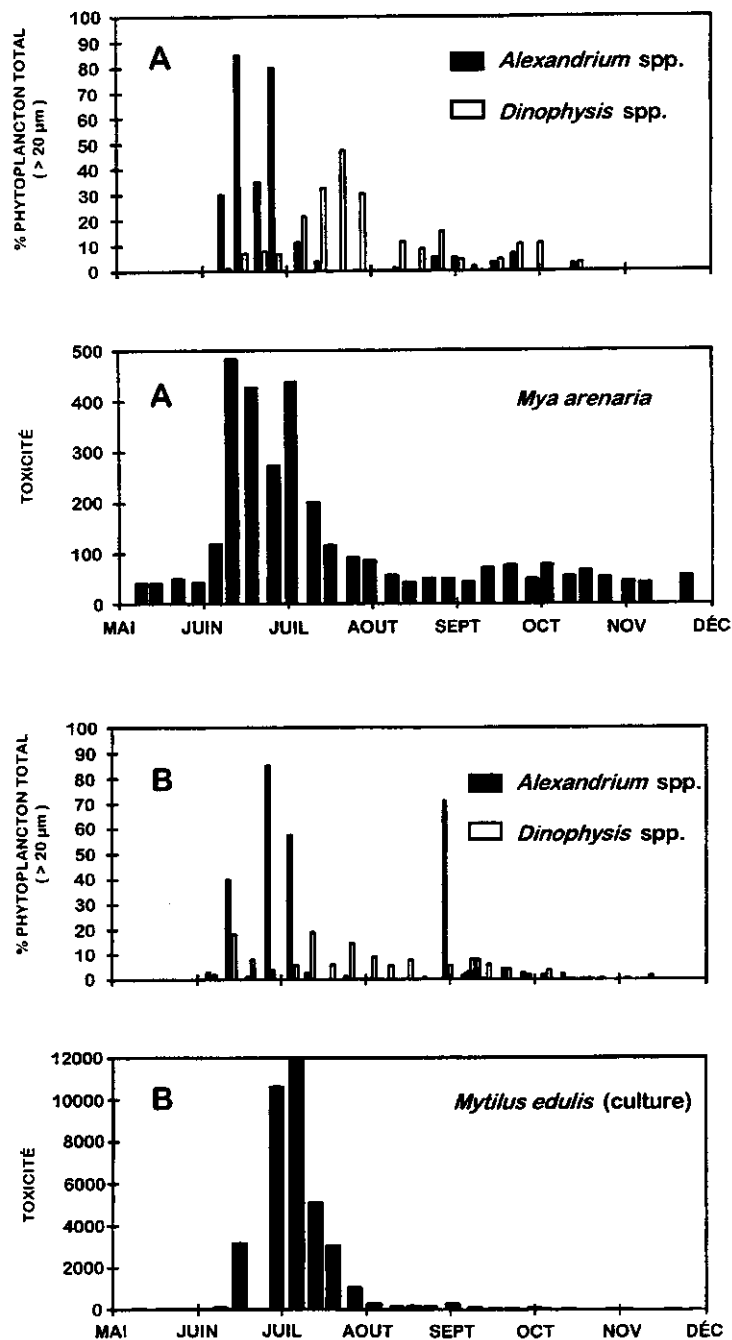 % PHYTOPLANCTON TOTAL
( > 20 µm )
100
90
80
70
60
50
40
30
20
10
0
A
Alexandrium spp.
Dinophysis spp.
TOXICITÉ
500
400
300
200
100
0
A
Mya arenaria
MAI JUIN JUIL AOUT SEPT OCT NOV DÉC
% PHYTOPLANCTON TOTAL
( > 20 µm )
100
90
80
70
60
50
40
30
20
10
0
B
Alexandrium spp.
Dinophysis spp.
TOXICITÉ
12000
10000
8000
6000
4000
2000
0
B
Mytilus edulis (culture)
MAI JUIN JUIL AOUT SEPT OCT NOV DÉC